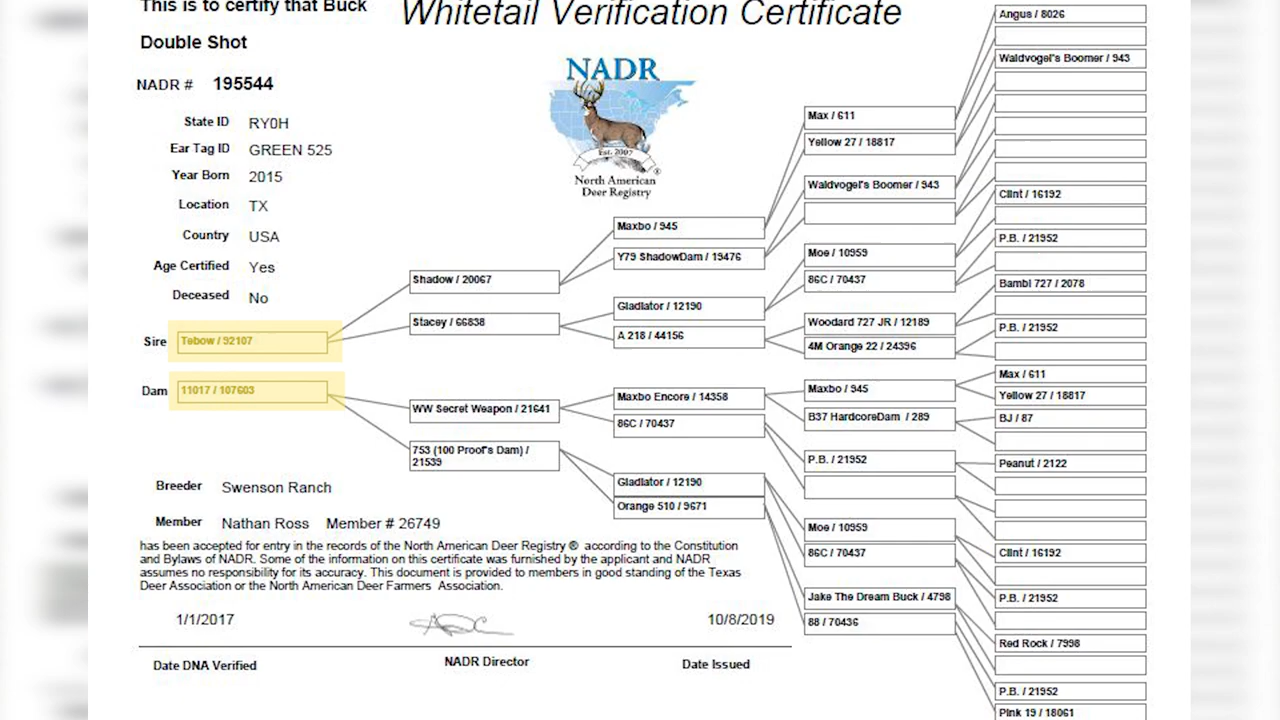 This is to certify that Buck
Whitetail Verification Certificate
Double Shot
NADR # 195544
State ID RY0H
Ear Tag ID GREEN 525
Year Born 2015
Location TX
Country USA
Age Certified Yes
Deceased No
NADR
Est. 2007
North American
Deer Registry
®
Sire Tebow / 92107
Dam 11017 / 107603
Shadow / 20067
Stacey / 66838
WW Secret Weapon / 21641
753 (100 Proof's Dam) /
21539
Maxbo / 945
Y79 ShadowDam / 19476
Gladiator / 12190
A 218 / 44156
Maxbo Encore / 14358
86C / 70437
Gladiator / 12190
Orange 510 / 9671
Max / 611
Yellow 27 / 18817
Waldvogel's Boomer / 943
Moe / 10959
86C / 70437
Woodard 727 JR / 12189
4M Orange 22 / 24396
Maxbo / 945
B37 HardcoreDam / 289
P.B. / 21952
Moe / 10959
86C / 70437
Jake The Dream Buck / 4798
88 / 70436
Angus / 8026
Waldvogel's Boomer / 943
Clint / 16192
P.B. / 21952
Bambi 727 / 2078
P.B. / 21952
Max / 611
Yellow 27 / 18817
BJ / 87
Peanut / 2122
Clint / 16192
P.B. / 21952
Red Rock / 7998
P.B. / 21952
Pink 19 / 18061
Breeder Swenson Ranch
Member Nathan Ross Member # 26749
has been accepted for entry in the records of the North American Deer Registry ® according to the Constitution
and Bylaws of NADR. Some of the information on this certificate was furnished by the applicant and NADR
assumes no responsibility for its accuracy. This document is provided to members in good standing of the Texas
Deer Association or the North American Deer Farmers Association.
1/1/2017
10/8/2019
Date DNA Verified
NADR Director
Date Issued